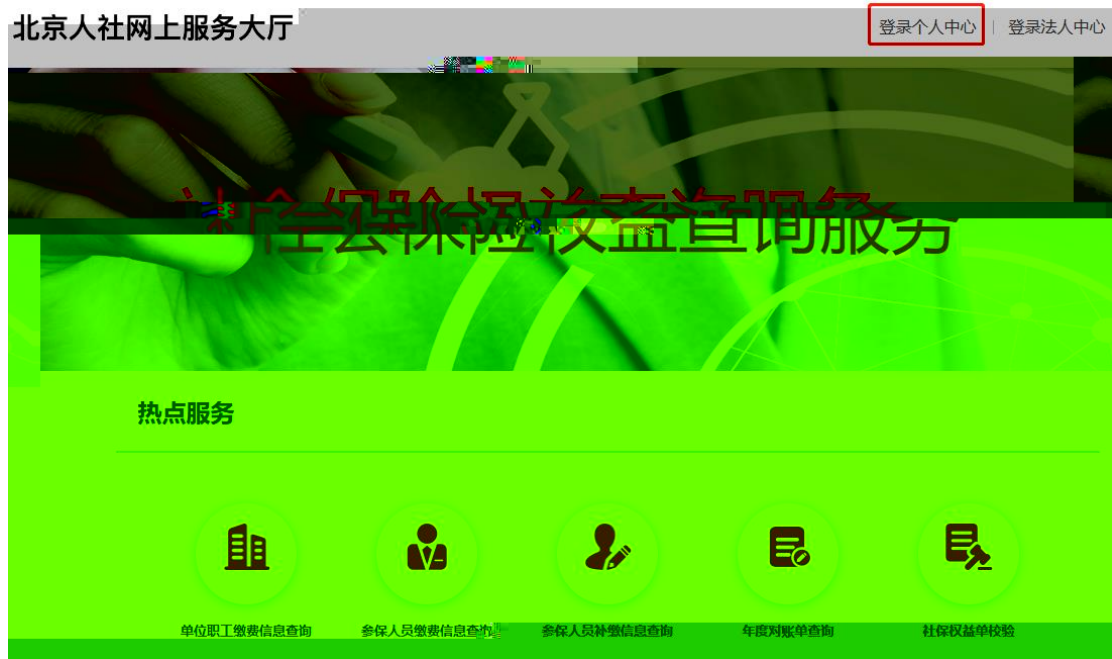 北京人社网上服务大厅
登录个人中心 | 登录法人中心
社会保险权益查询服务
热点服务
单位职工缴费信息查询 参保人员缴费信息查询 参保人员补缴信息查询 年度对账单查询 社保权益单校验